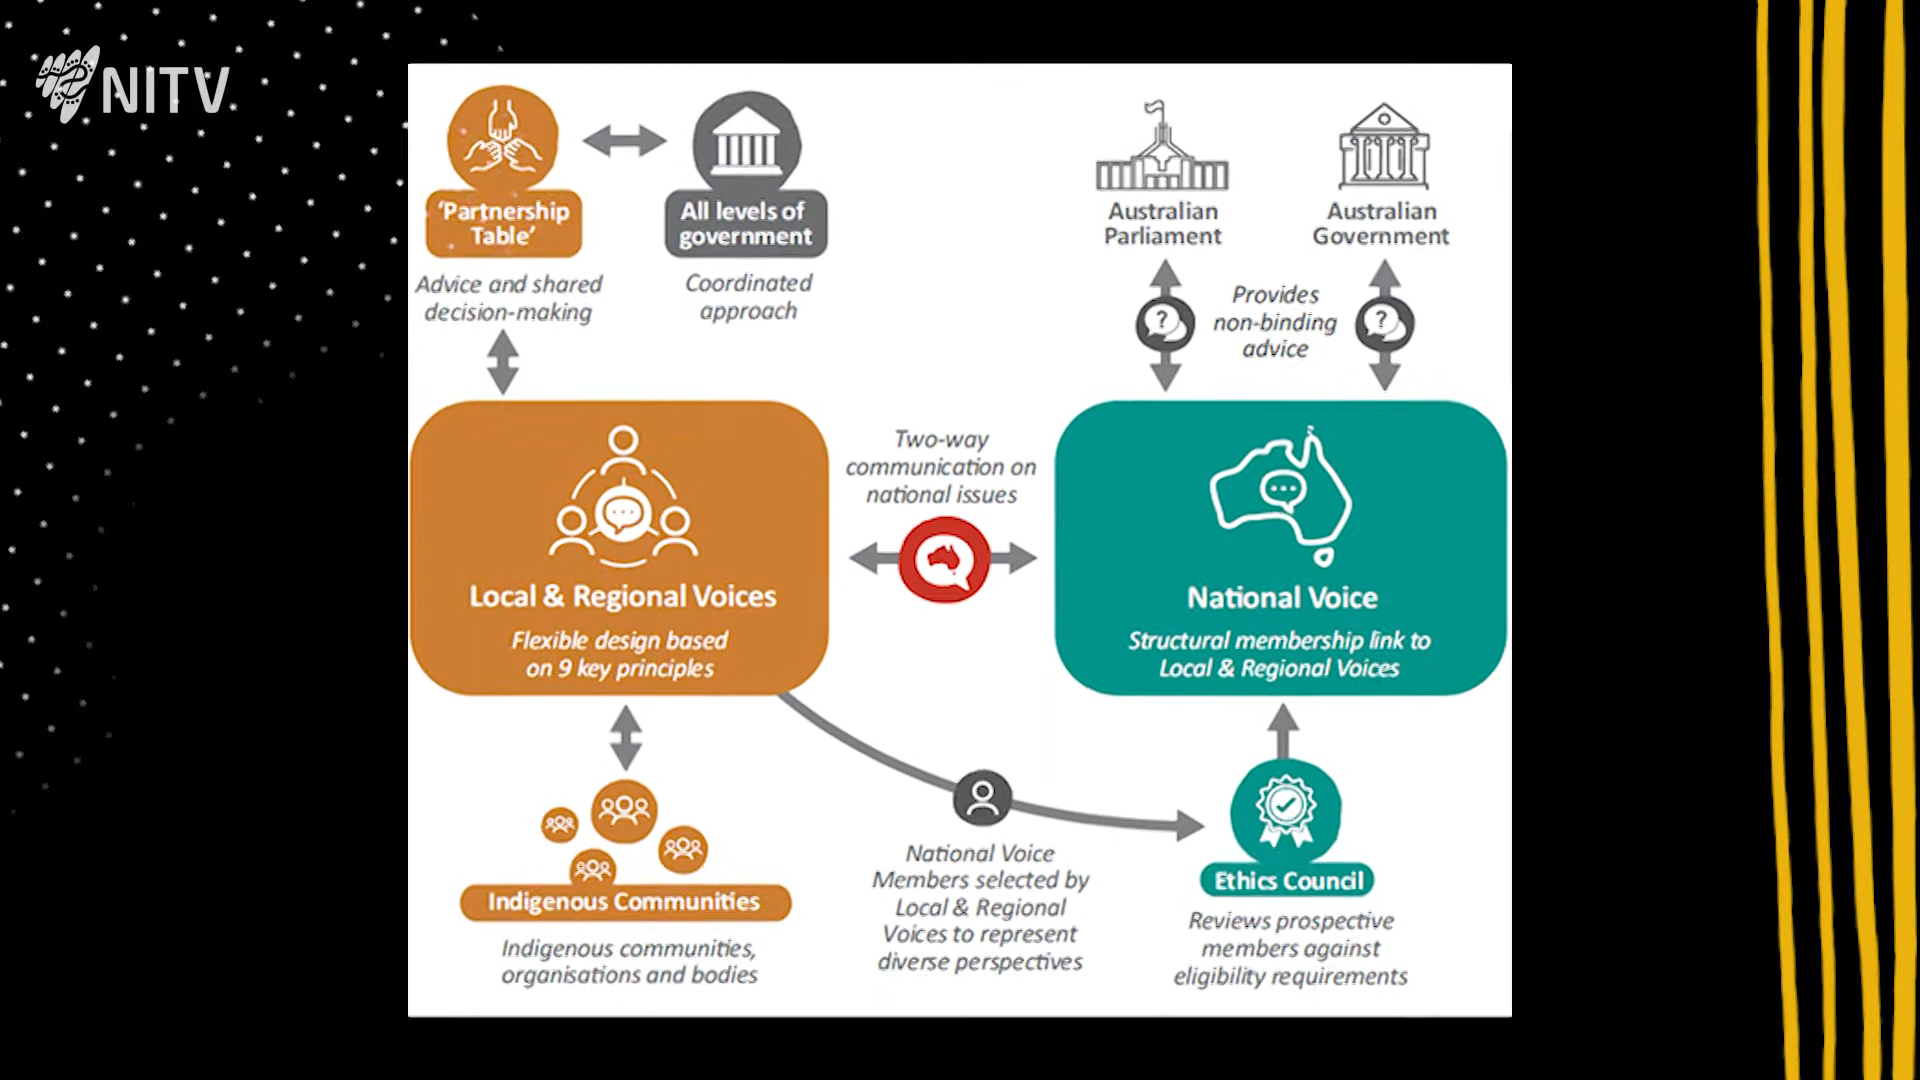 NITV
'Partnership
Table'
All levels of
government
Advice and shared
decision-making
Coordinated
approach
Australian
Parliament
Australian
Government
?
Provides
non-binding
advice
?
Local & Regional Voices
Flexible design based
on 9 key principles
Two-way
communication on
national issues
National Voice
Structural membership link to
Local & Regional Voices
Indigenous Communities
Indigenous communities,
organisations and bodies
National Voice
Members selected by
Local & Regional
Voices to represent
diverse perspectives
Ethics Council
Reviews prospective
members against
eligibility requirements